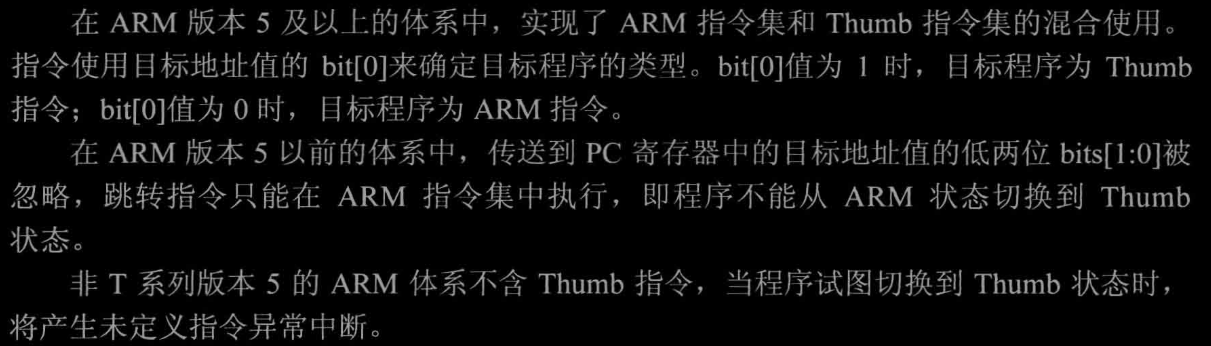 在 ARM 版本 5 及以上的体系中，实现了 ARM 指令集和 Thumb 指令集的混合使用。
指令使用目标地址值的 bit[0]来确定目标程序的类型。bit[0]值为 1 时，目标程序为 Thumb
指令；bit[0]值为 0 时，目标程序为 ARM 指令。
在 ARM 版本 5 以前的体系中，传送到 PC 寄存器中的目标地址值的低两位 bits[1:0]被
忽略，跳转指令只能在 ARM 指令集中执行，即程序不能从 ARM 状态切换到 Thumb
状态。
非 T 系列版本 5 的 ARM 体系不含 Thumb 指令，当程序试图切换到 Thumb 状态时，
将产生未定义指令异常中断。